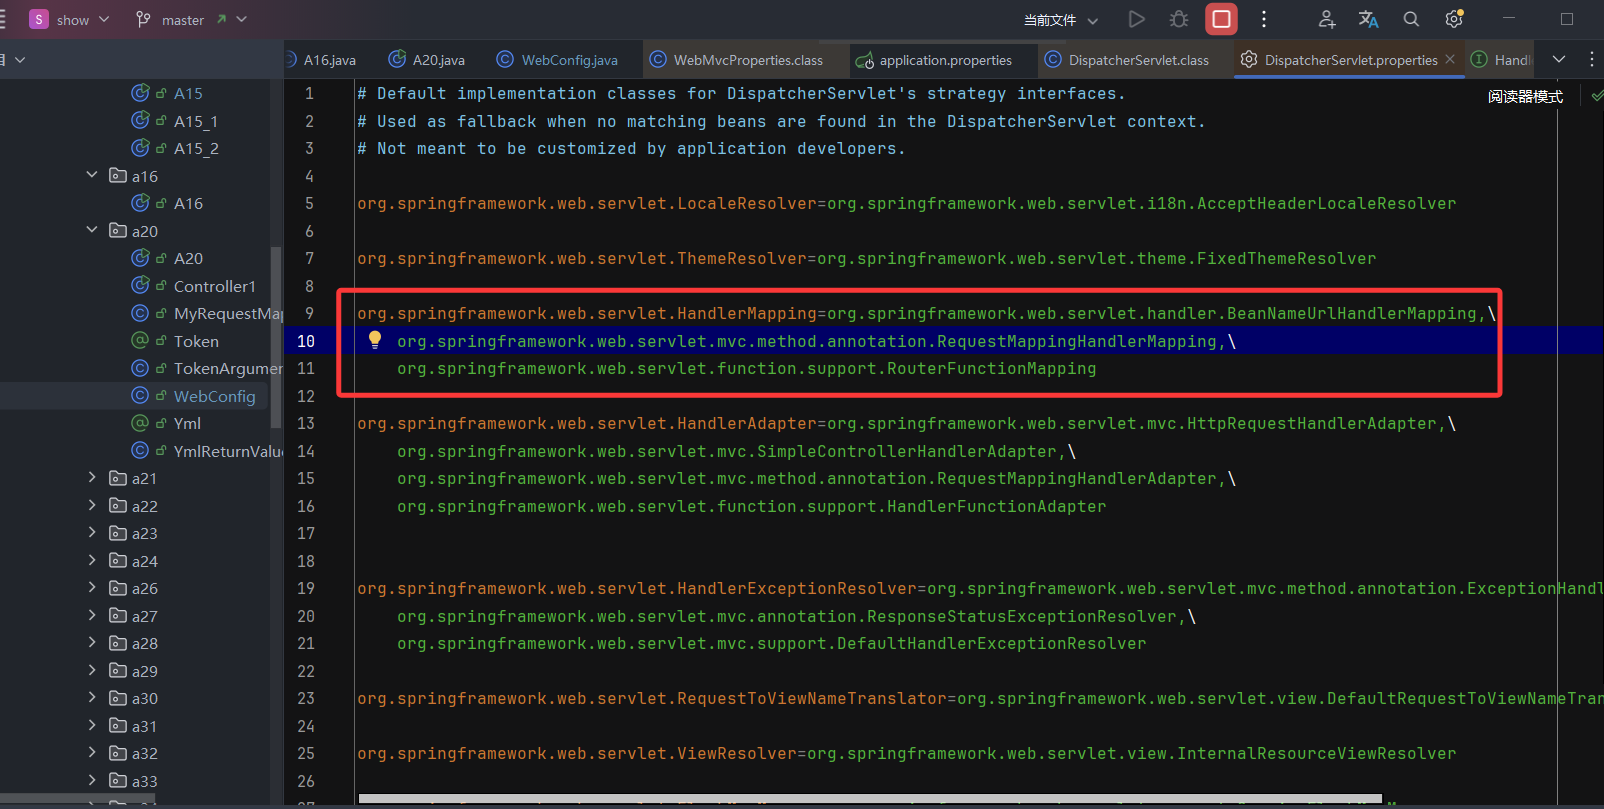 S show master 当前文件
目 A16.java A20.java WebConfig.java WebMvcProperties.class application.properties DispatcherServlet.class DispatcherServlet.properties Handl
阅读器模式
A15
A15_1
A15_2
a16
A16
a20
A20
Controller1
MyRequestMap
Token
TokenArgumen
WebConfig
Yml
YmlReturnValue
a21
a22
a23
a24
a26
a27
a28
a29
a30
a31
a32
a33
1 # Default implementation classes for DispatcherServlet's strategy interfaces.
2 # Used as fallback when no matching beans are found in the DispatcherServlet context.
3 # Not meant to be customized by application developers.
4
5 org.springframework.web.servlet.LocaleResolver=org.springframework.web.servlet.i18n.AcceptHeaderLocaleResolver
6
7 org.springframework.web.servlet.ThemeResolver=org.springframework.web.servlet.theme.FixedThemeResolver
8
9 org.springframework.web.servlet.HandlerMapping=org.springframework.web.servlet.handler.BeanNameUrlHandlerMapping,\
10 org.springframework.web.servlet.mvc.method.annotation.RequestMappingHandlerMapping,\
11 org.springframework.web.servlet.function.support.RouterFunctionMapping
12
13 org.springframework.web.servlet.HandlerAdapter=org.springframework.web.servlet.mvc.HttpRequestHandlerAdapter,\
14 org.springframework.web.servlet.mvc.SimpleControllerHandlerAdapter,\
15 org.springframework.web.servlet.mvc.method.annotation.RequestMappingHandlerAdapter,\
16 org.springframework.web.servlet.function.support.HandlerFunctionAdapter
17
18
19 org.springframework.web.servlet.HandlerExceptionResolver=org.springframework.web.servlet.mvc.method.annotation.ExceptionHandl
20 org.springframework.web.servlet.mvc.annotation.ResponseStatusExceptionResolver,\
21 org.springframework.web.servlet.mvc.support.DefaultHandlerExceptionResolver
22
23 org.springframework.web.servlet.RequestToViewNameTranslator=org.springframework.web.servlet.view.DefaultRequestToViewNameTran
24
25 org.springframework.web.servlet.ViewResolver=org.springframework.web.servlet.view.InternalResourceViewResolver
26